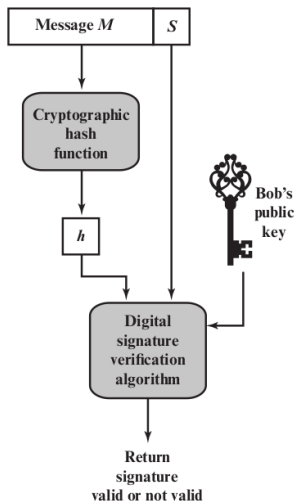 Message M
S
Cryptographic
hash
function
h
Bob's
public
key
Digital
signature
verification
algorithm
Return
signature
valid or not valid